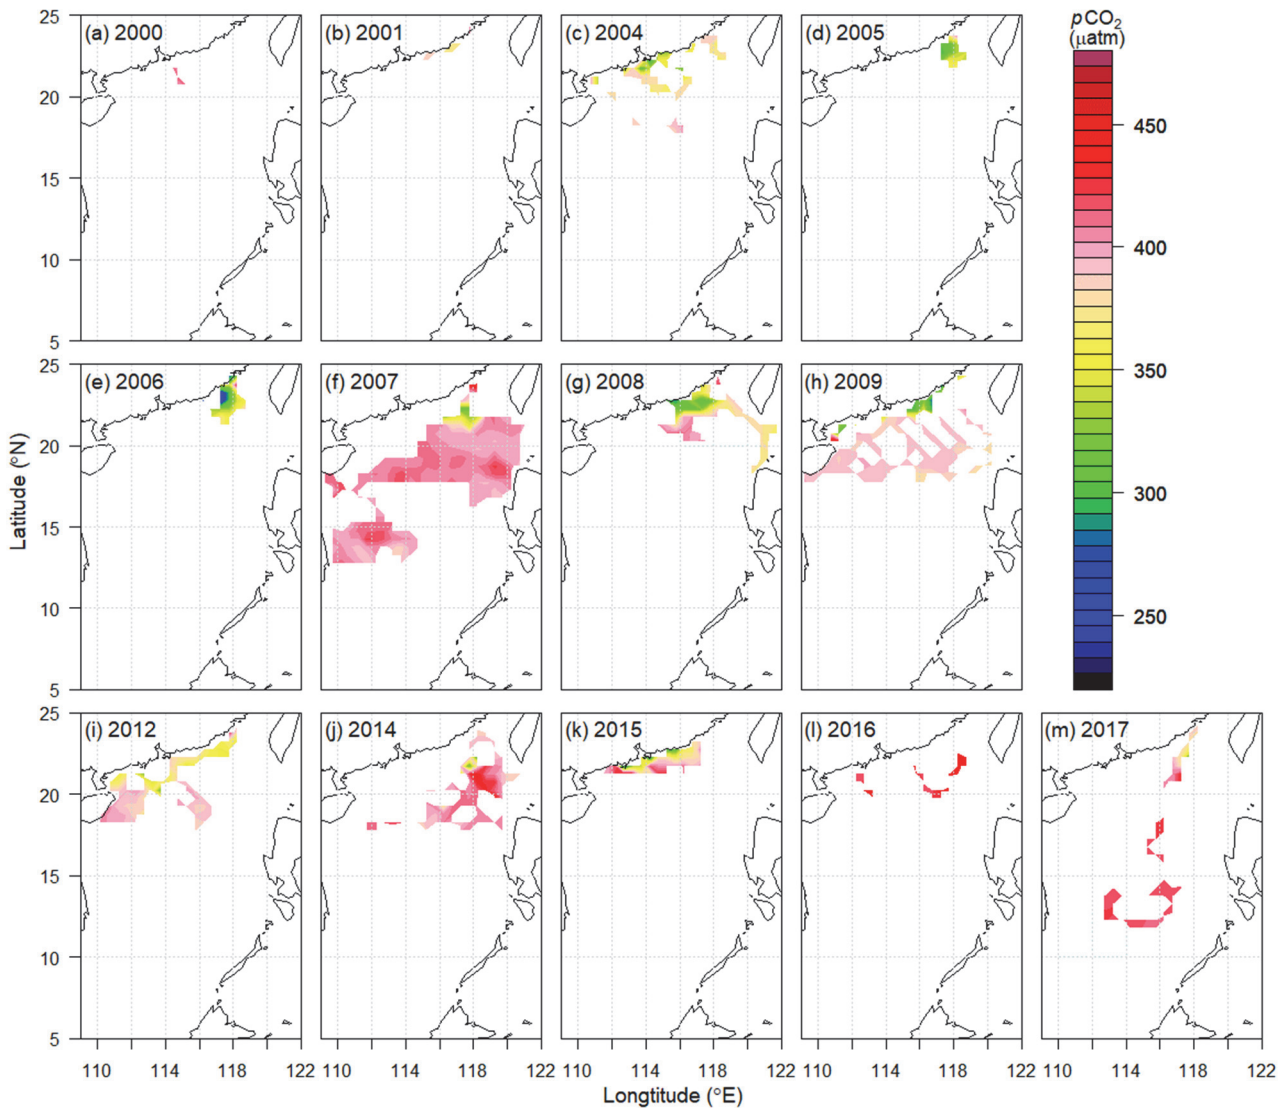 (a) 2000
(b) 2001
(c) 2004
(d) 2005
pCO₂
(μatm)
25
20
15
10
5
450
400
350
300
250
(e) 2006
(f) 2007
(g) 2008
(h) 2009
25
20
15
10
5
Latitude (°N)
(i) 2012
(j) 2014
(k) 2015
(l) 2016
(m) 2017
25
20
15
10
5
110 114 118 122
110 114 118 122
110 114 118 122
110 114 118 122
110 114 118 122
Longtitude (°E)